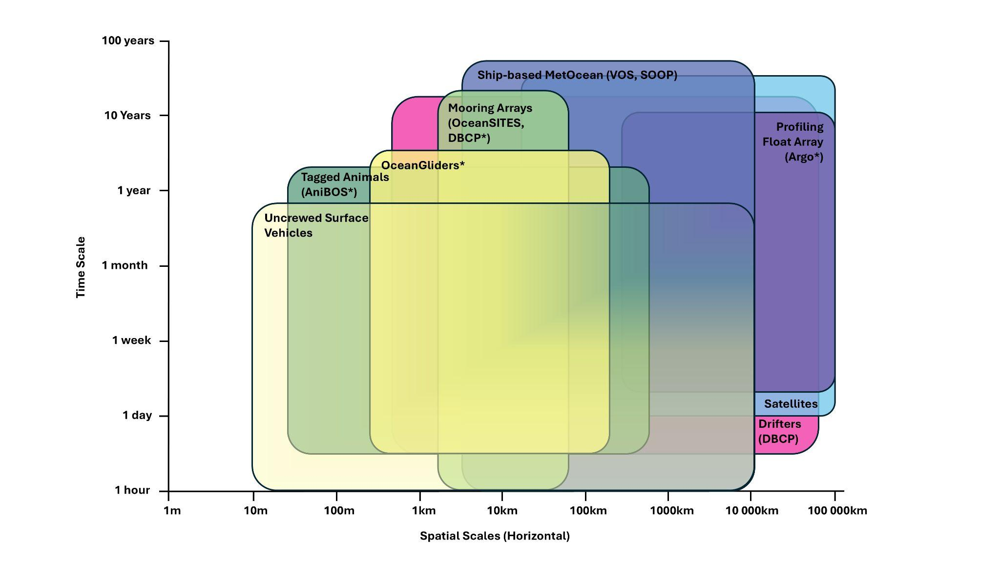 100 years
10 Years
1 year
1 month
1 week
1 day
1 hour
Time Scale
Ship-based MetOcean (VOS, SOOP)
Mooring Arrays
(OceanSITES,
DBCP*)
Profiling
Float Array
(Argo*)
OceanGliders*
Tagged Animals
(AniBOS*)
Uncrewed Surface
Vehicles
Satellites
Drifters
(DBCP)
1m
10m
100m
1km
10km
100km
1000km
10 000km
100 000km
Spatial Scales (Horizontal)